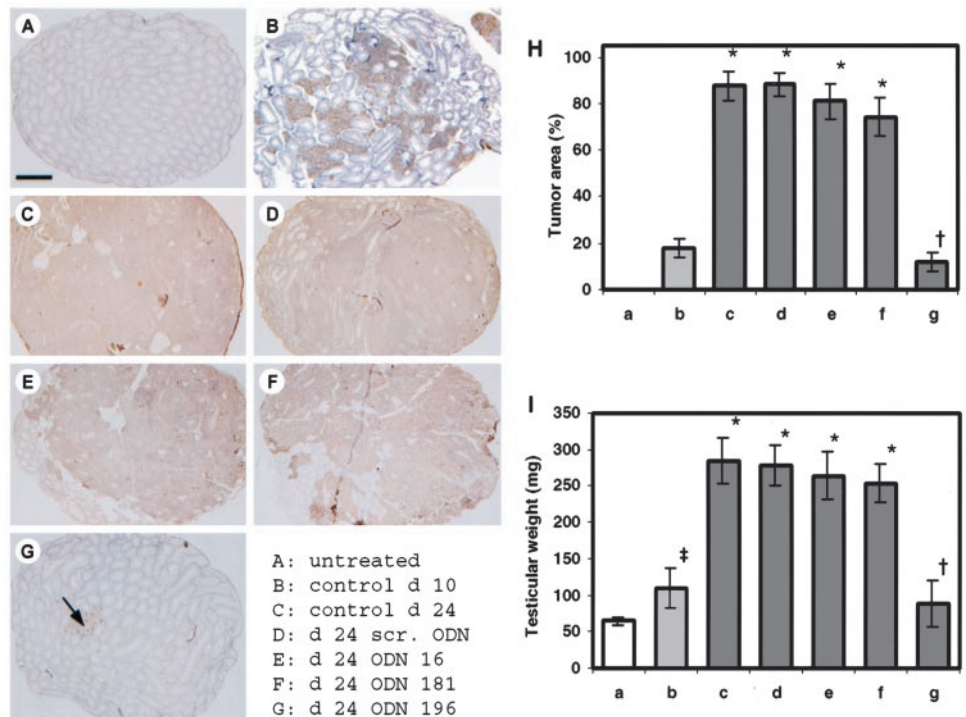 A
B
C
D
E
F
G
A: untreated
B: control d 10
C: control d 24
D: d 24 scr. ODN
E: d 24 ODN 16
F: d 24 ODN 181
G: d 24 ODN 196
H
Tumor area (%)
100
80
60
40
20
0
* * * * †
a b c d e f g
I
Testicular weight (mg)
350
300
250
200
150
100
50
0
‡ * * * * †
a b c d e f g